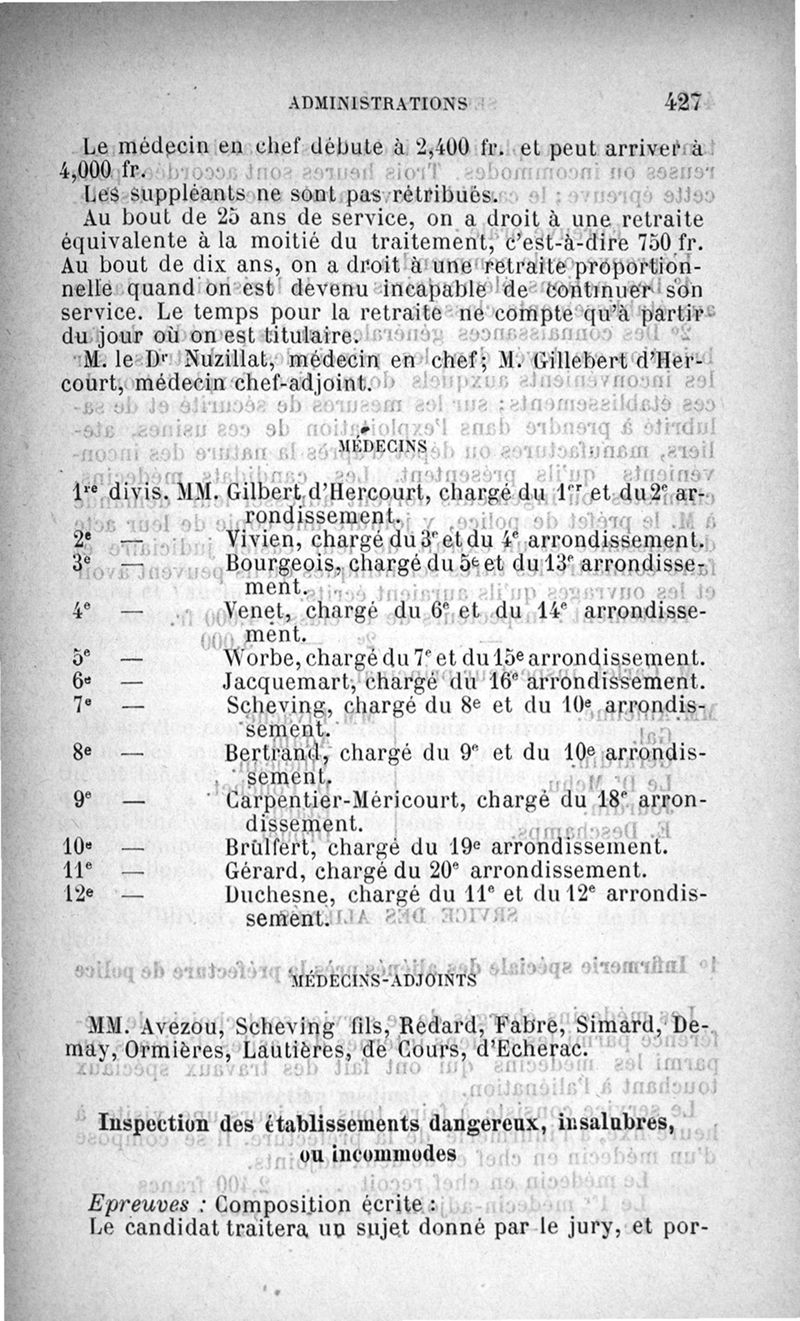 ADMINISTRATIONS 427
Le médecin en chef débute à 2,400 fr. et peut arriver à
4,000 fr.
Les suppléants ne sont pas rétribués.
Au bout de 25 ans de service, on a droit à une retraite
équivalente à la moitié du traitement, c'est-à-dire 750 fr.
Au bout de dix ans, on a droit à une retraite proportion-
nelle quand on est devenu incapable de continuer son
service. Le temps pour la retraite ne compte qu'à partir
du jour où on est titulaire.
M. le Dr Nuzillat, médecin en chef; M. Gillebert d'Her-
court, médecin chef-adjoint.
MÉDECINS
1re divis. MM. Gilbert d'Hercourt, chargé du 1er et du 2e ar-
rondissement.
2e — Vivien, chargé du 3e et du 4e arrondissement.
3e — Bourgeois, chargé du 5e et du 13e arrondisse-
ment.
4e — Venet, chargé du 6e et du 14e arrondisse-
ment.
5e — Worbe, chargé du 7e et du 15e arrondissement.
6e — Jacquemart, chargé du 16e arrondissement.
7e — Scheving, chargé du 8e et du 10e arrondis-
sement.
8e — Bertrand, chargé du 9e et du 10e arrondis-
sement.
9e — Carpentier-Méricourt, chargé du 18e arron-
dissement.
10e — Brûlfert, chargé du 19e arrondissement.
11e — Gérard, chargé du 20e arrondissement.
12e — Duchesne, chargé du 11e et du 12e arrondis-
sement.
MÉDECINS-ADJOINTS
MM. Avezou, Scheving fils, Redard, Fabre, Simard, De-
may, Ormières, Lautières, de Cours, d'Echerac.
Inspection des établissements dangereux, insalubres,
ou incommodes
Epreuves : Composition écrite :
Le candidat traitera un sujet donné par le jury, et por-